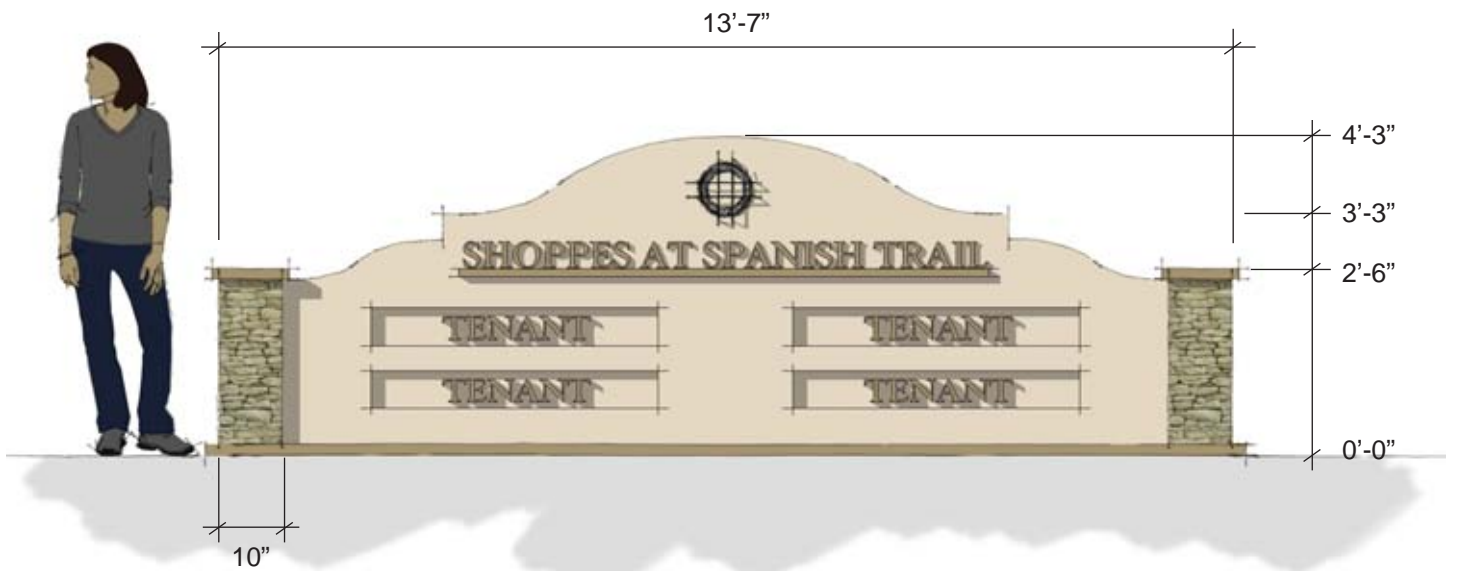 13’-7”
4’-3”
3’-3”
SHOPPES AT SPANISH TRAIL
2’-6”
TENANT TENANT
TENANT TENANT
0’-0”
10”